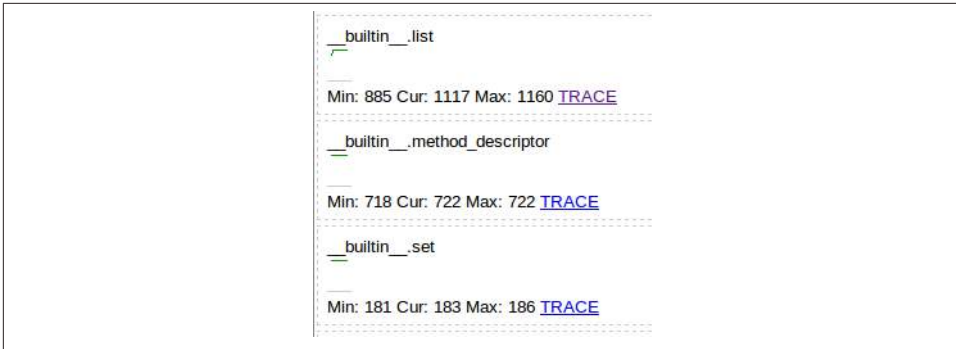 __builtin__.list
Min: 885 Cur: 1117 Max: 1160 TRACE
__builtin__.method_descriptor
Min: 718 Cur: 722 Max: 722 TRACE
__builtin__.set
Min: 181 Cur: 183 Max: 186 TRACE